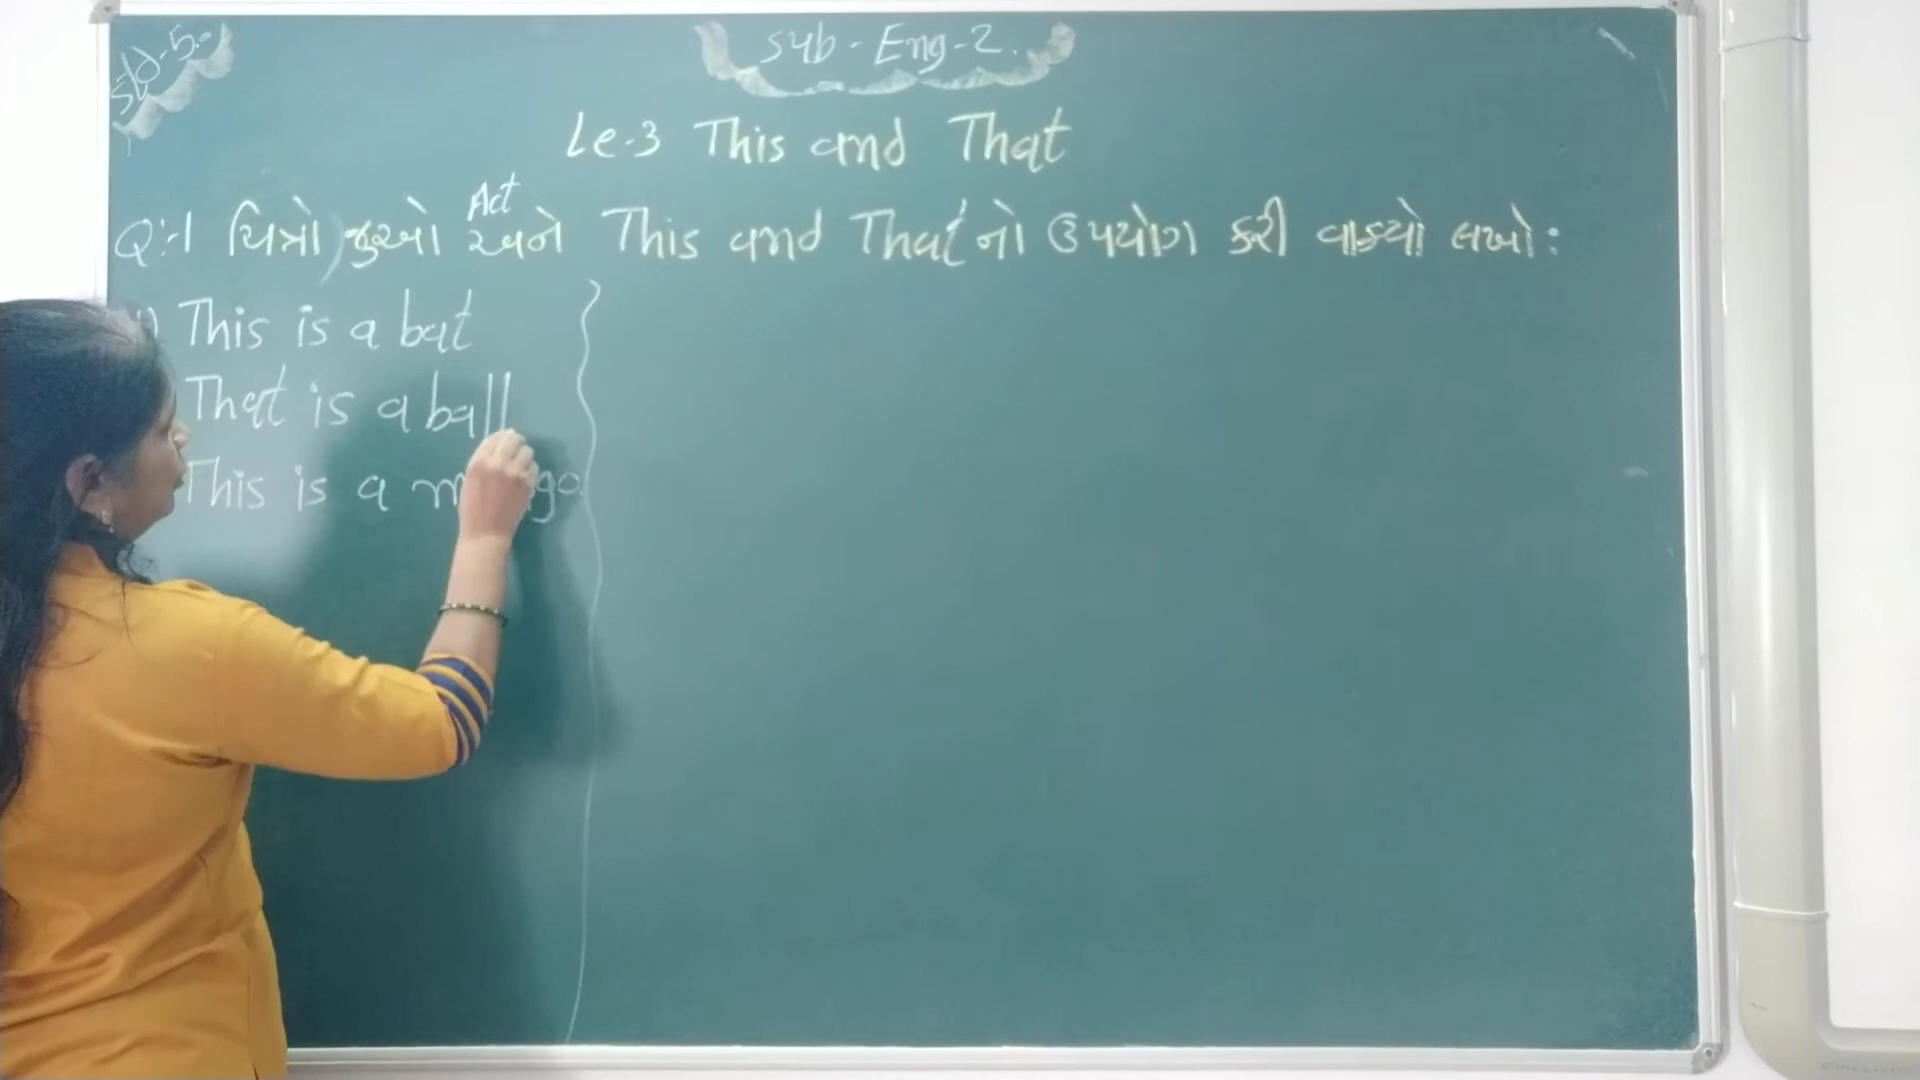 Std-5.
Sub-Eng-2.
Le-3 This and That
Act
Q:-1 ચિત્રો જુઓ અને This and That નો ઉપયોગ કરી વાક્યો લખો:
1) This is a bat
That is a ball
This is a